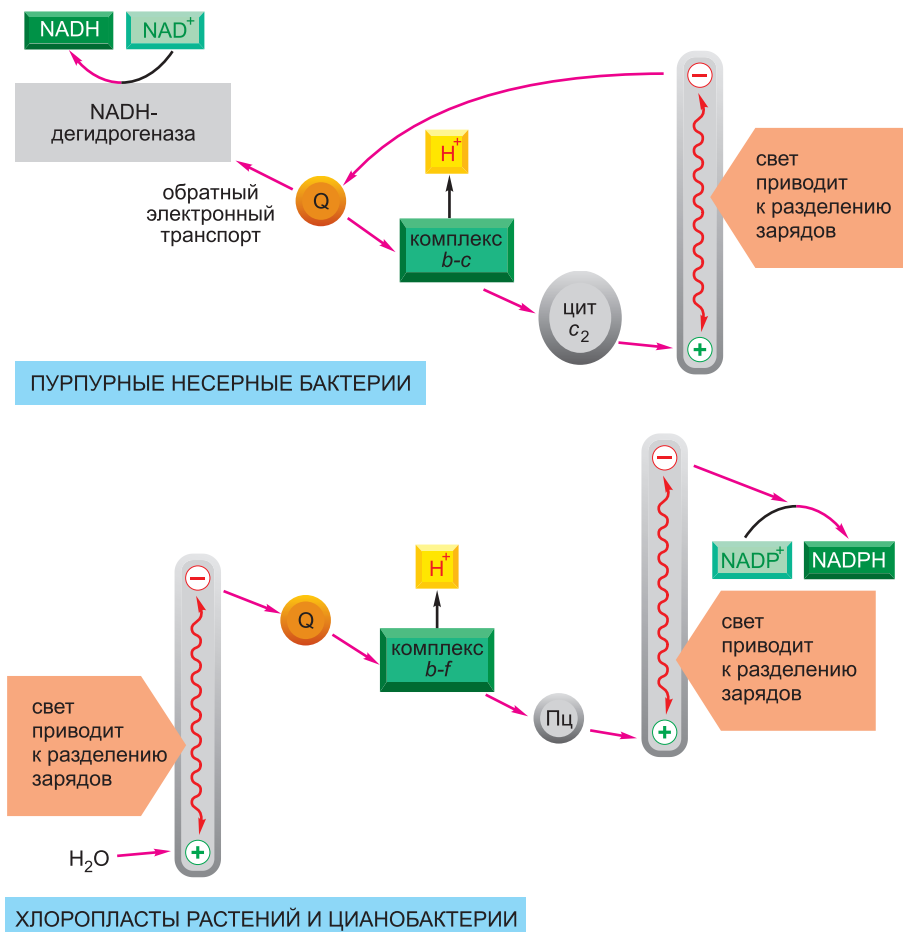 NADH
NAD+
NADH-
дегидрогеназа
обратный
электронный
транспорт
Q
H+
комплекс
b-c
цит
c2
−
+
свет
приводит
к разделению
зарядов
ПУРПУРНЫЕ НЕСЕРНЫЕ БАКТЕРИИ
−
NADP+
NADPH
свет
приводит
к разделению
зарядов
−
Q
H+
комплекс
b-f
Пц
+
свет
приводит
к разделению
зарядов
H2O
+
ХЛОРОПЛАСТЫ РАСТЕНИЙ И ЦИАНОБАКТЕРИИ